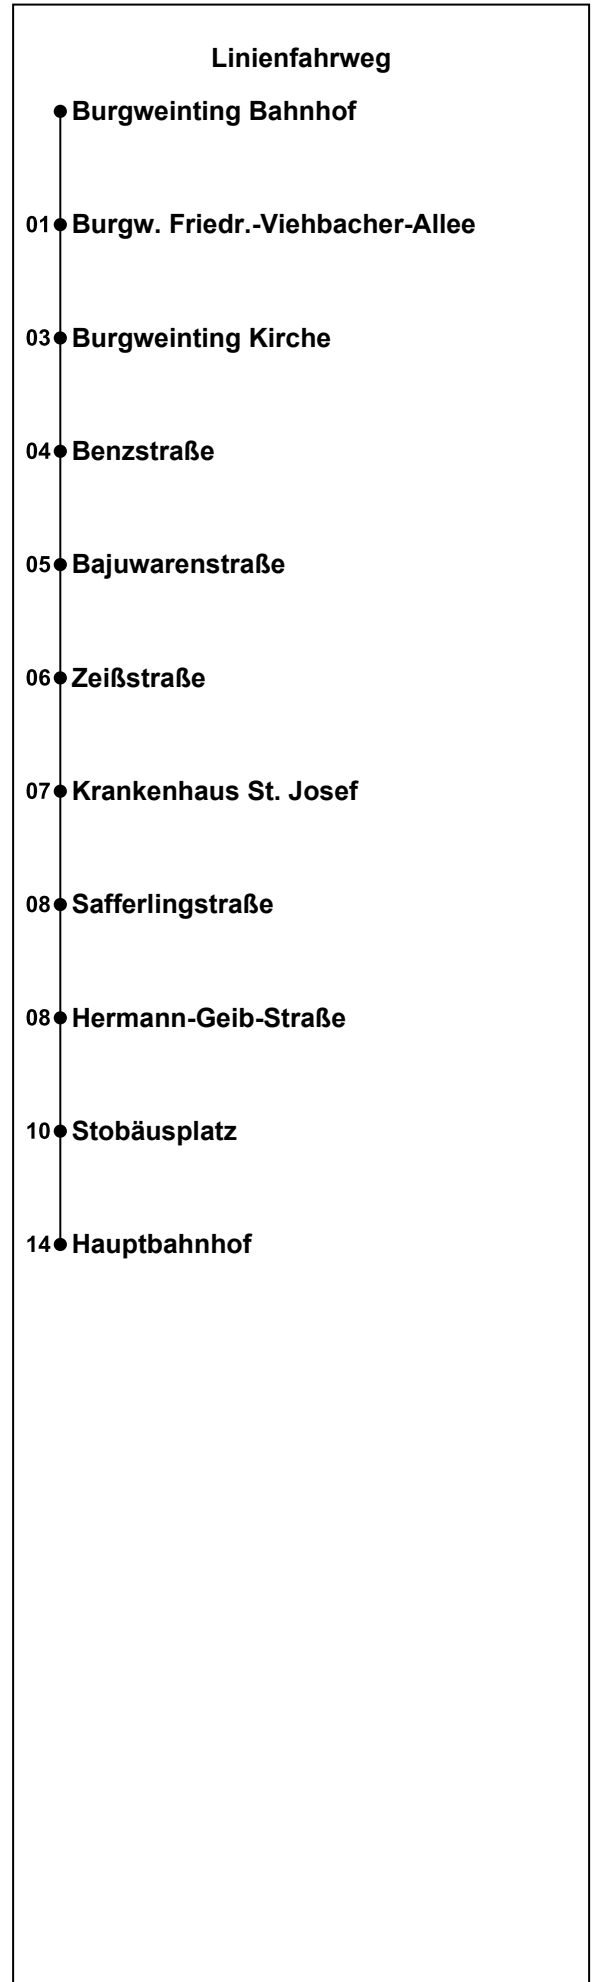 Linienfahrweg
Burgweinting Bahnhof
01 Burgw. Friedr.-Viehbacher-Allee
03 Burgweinting Kirche
04 Benzstraße
05 Bajuwarenstraße
06 Zeißstraße
07 Krankenhaus St. Josef
08 Safferlingstraße
08 Hermann-Geib-Straße
10 Stobäusplatz
14 Hauptbahnhof